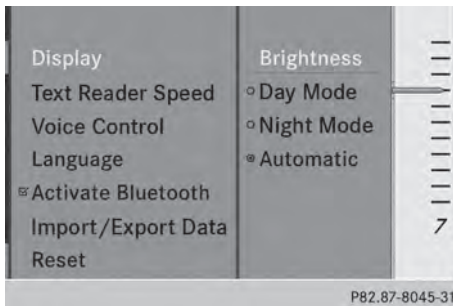 Display
Text Reader Speed
Voice Control
Language
Activate Bluetooth
Import/Export Data
Reset
Brightness
Day Mode
Night Mode
Automatic
7
P82.87-8045-31